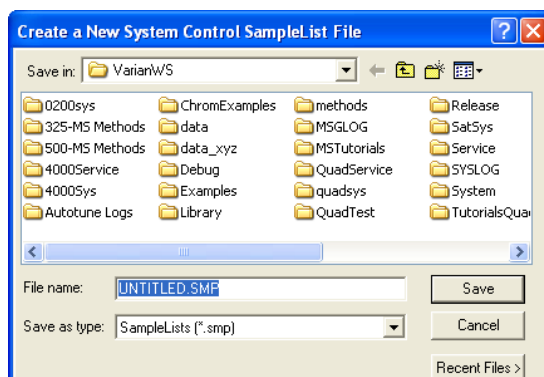 Create a New System Control SampleList File
Save in: VarianWS
0200sys ChromExamples methods Release
325-MS Methods data MSGLOG SatSys
500-MS Methods data_xyz MSTutorials Service
4000Service Debug QuadService SYSLOG
4000Sys Examples quadsys System
Autotune Logs Library QuadTest TutorialsQua
File name: UNTITLED.SMP Save
Save as type: SampleLists (*.smp) Cancel
Recent Files >